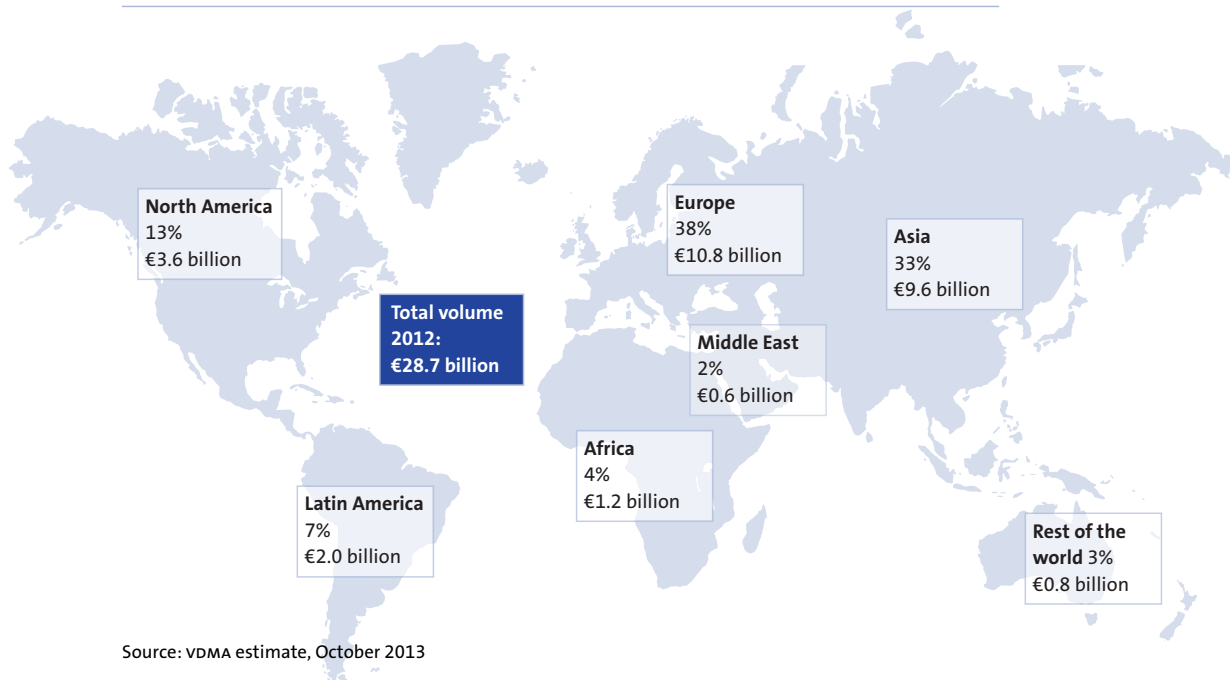 North America
13%
€3.6 billion
Europe
38%
€10.8 billion
Asia
33%
€9.6 billion
Total volume
2012:
€28.7 billion
Middle East
2%
€0.6 billion
Africa
4%
€1.2 billion
Latin America
7%
€2.0 billion
Rest of the
world 3%
€0.8 billion
Source: VDMA estimate, October 2013